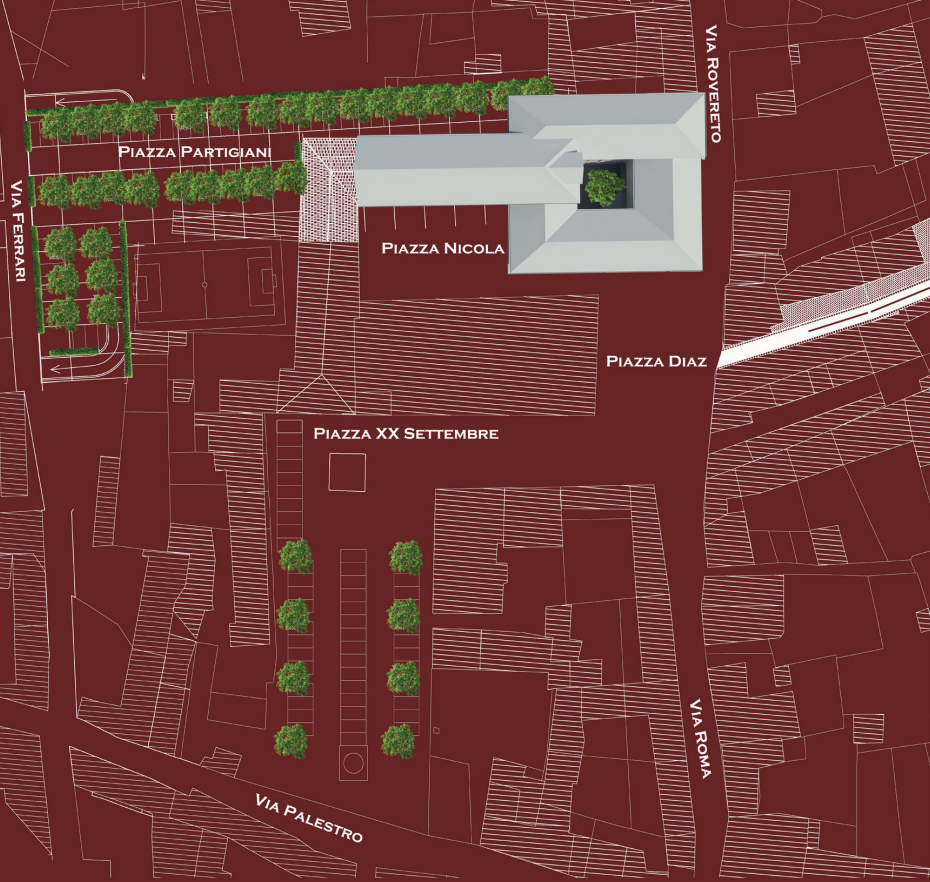 Via Rovereto
Piazza Partigiani
Via Ferrari
Piazza Nicola
Piazza Diaz
Piazza XX Settembre
Via Roma
Via Palestro